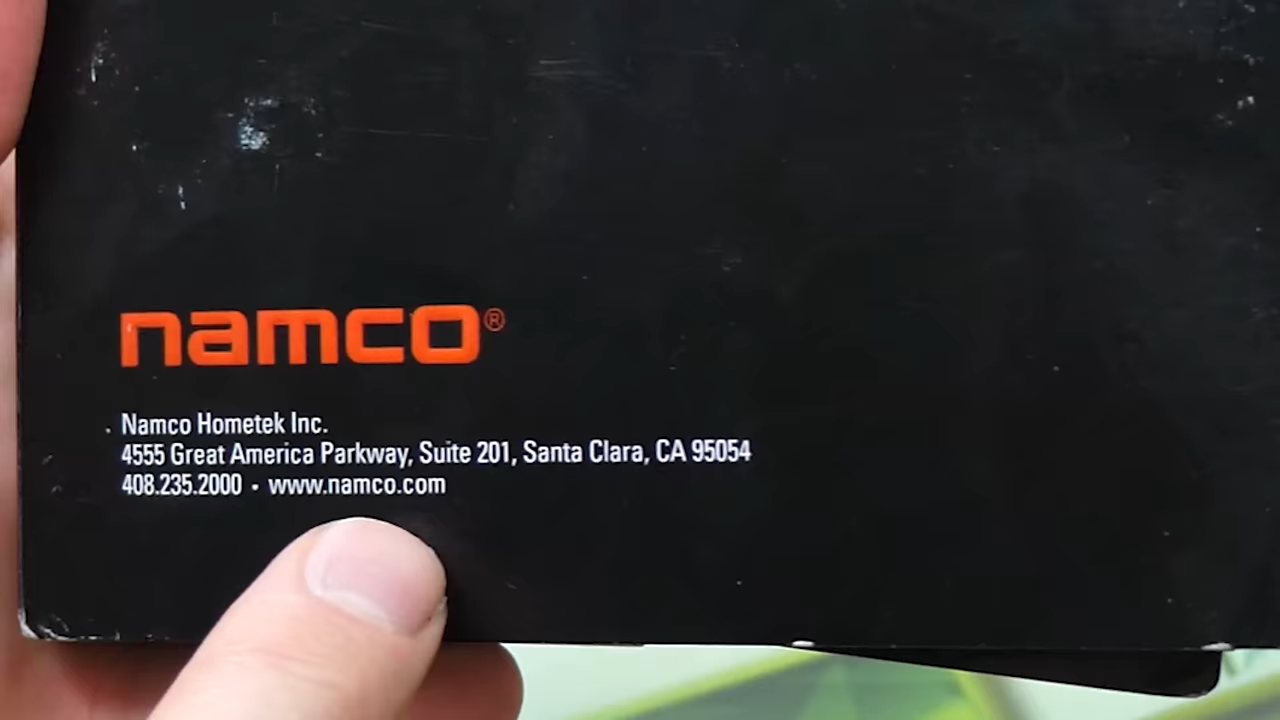 namco®
Namco Hometek Inc.
4555 Great America Parkway, Suite 201, Santa Clara, CA 95054
408.235.2000 • www.namco.com